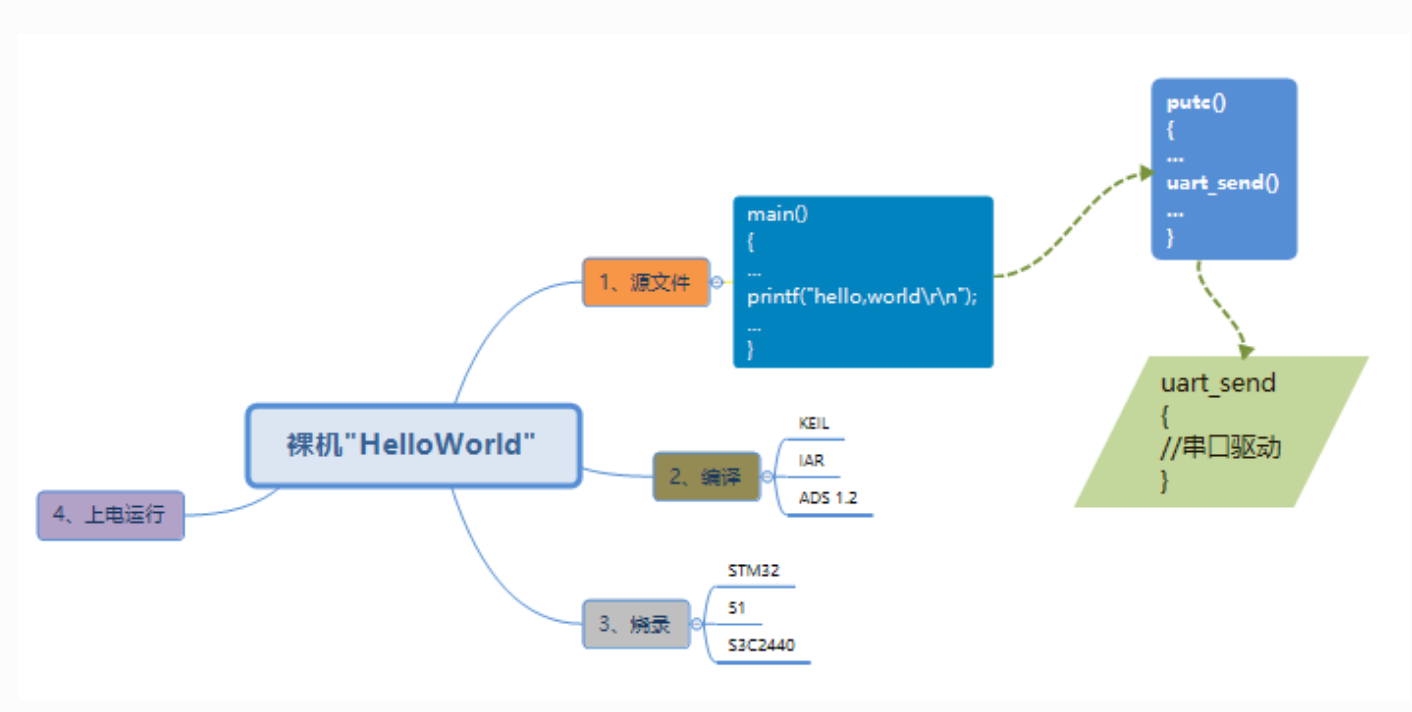 裸机"HelloWorld"
1、源文件
main()
{
...
printf("hello,world\r\n");
...
}
putc()
{
...
uart_send()
...
}
uart_send
{
//串口驱动
}
2、编译
KEIL
IAR
ADS 1.2
3、烧录
STM32
51
S3C2440
4、上电运行